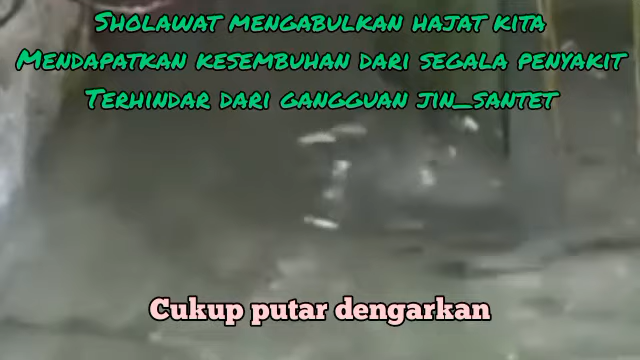 Sholawat mengabulkan hajat kita
Mendapatkan kesembuhan dari segala penyakit
Terhindar dari gangguan jin_santet
Cukup putar dengarkan